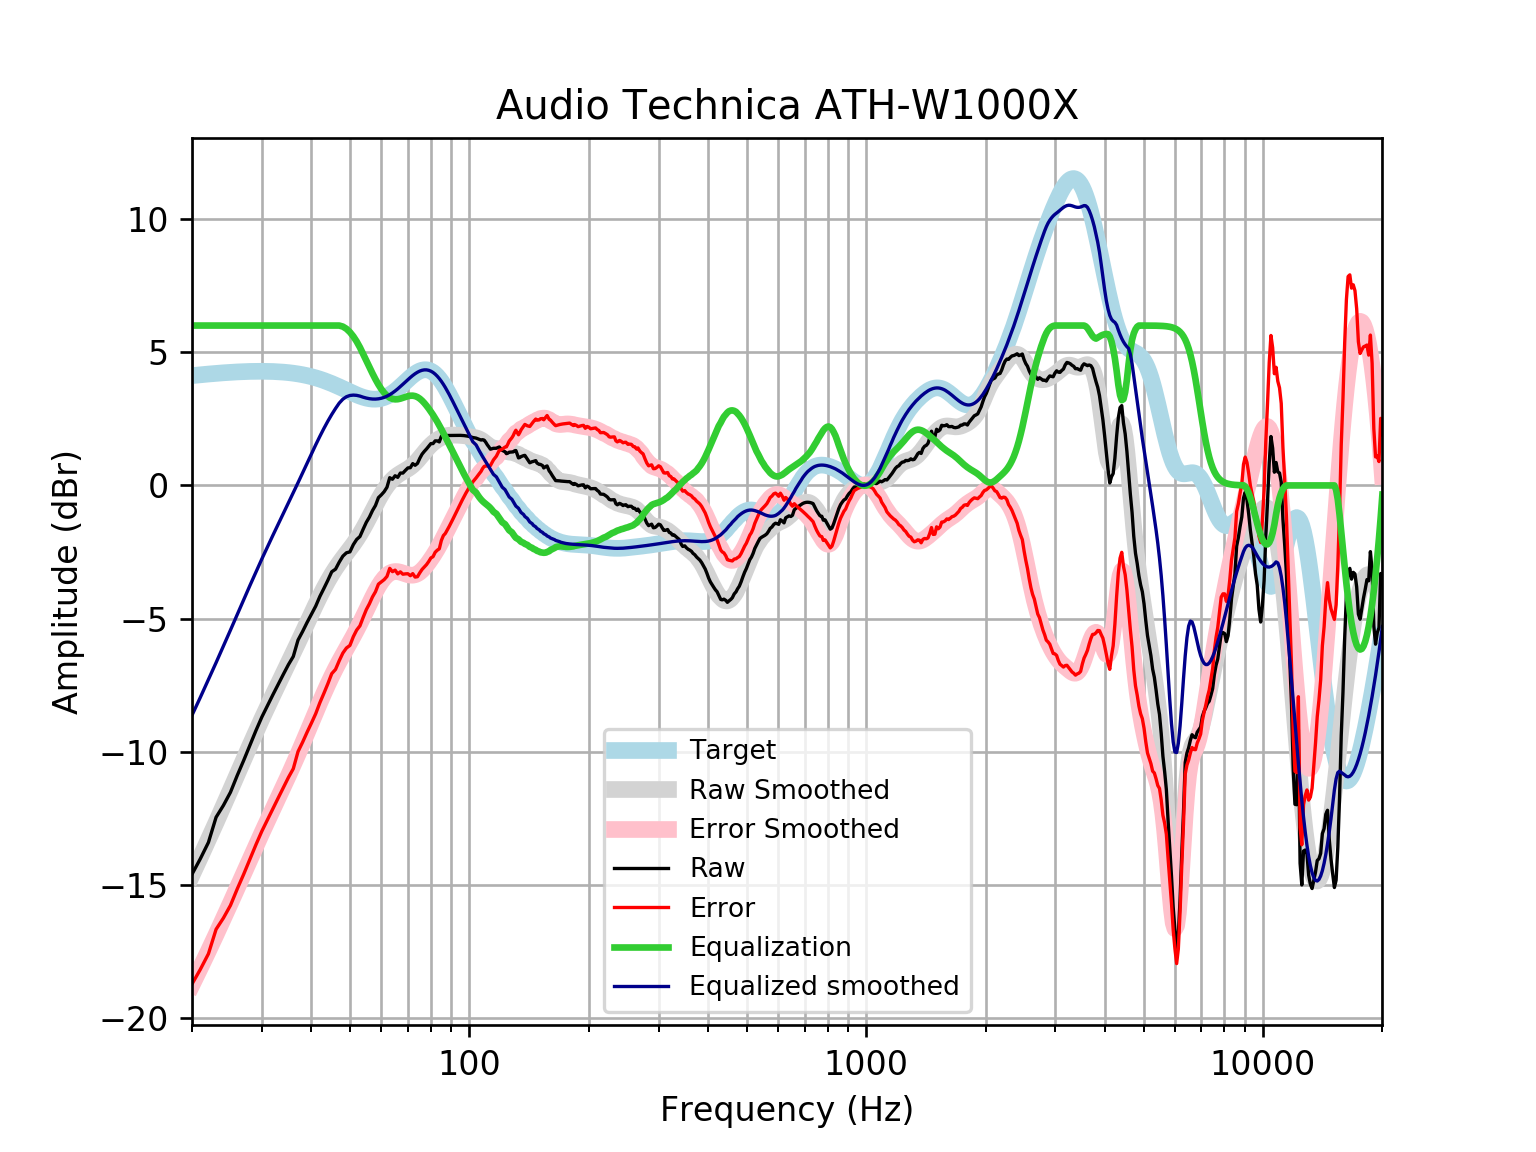 Audio Technica ATH-W1000X
Amplitude (dBr)
10
5
0
−5
−10
−15
−20
Target
Raw Smoothed
Error Smoothed
Raw
Error
Equalization
Equalized smoothed
100
1000
10000
Frequency (Hz)